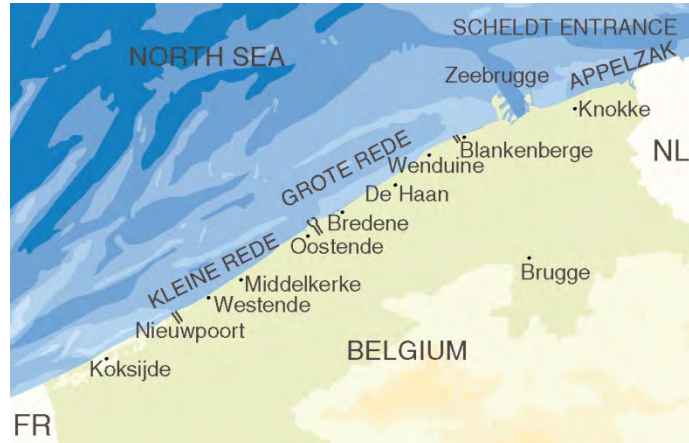 SCHELDT ENTRANCE
NORTH SEA
APPELZAK
Zeebrugge
Knokke
Blankenberge
NL
GROTE REDE
Wenduine
De Haan
Bredene
Oostende
KLEINE REDE
Brugge
Middelkerke
Westende
Nieuwpoort
BELGIUM
Koksijde
FR